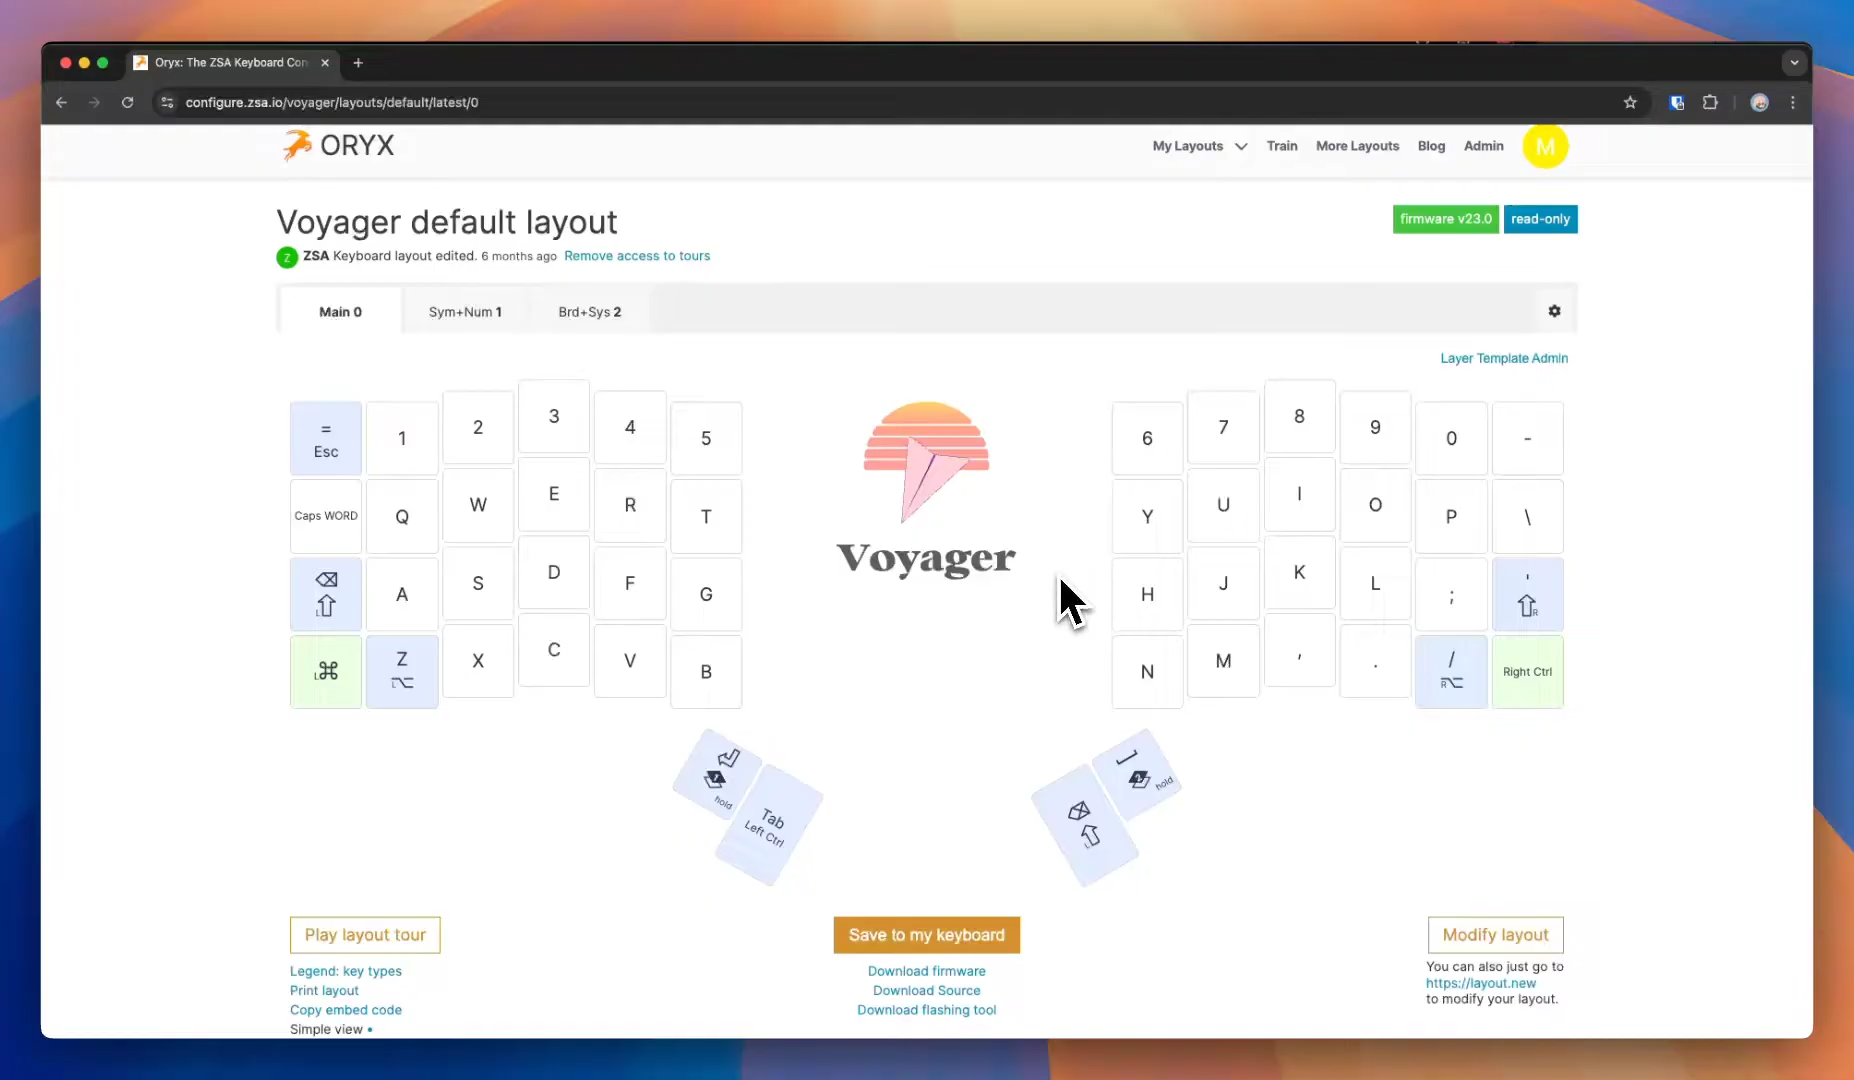 Oryx: The ZSA Keyboard Con
configure.zsa.io/voyager/layouts/default/latest/0
ORYX
My Layouts
Train
More Layouts
Blog
Admin
M
Voyager default layout
firmware v23.0
read-only
Z
ZSA Keyboard layout edited. 6 months ago Remove access to tours
Main 0
Sym+Num 1
Brd+Sys 2
Layer Template Admin
=
Esc
1
2
3
4
5
6
7
8
9
0
-
Caps WORD
Q
W
E
R
T
Y
U
I
O
P
\
⌫
L⇧
A
S
D
F
G
H
J
K
L
;
'
⇧R
L⌘
Z
L⌥
X
C
V
B
N
M
,
.
/
R⌥
Right Ctrl
Voyager
1
hold
Tab
Left Ctrl
2
hold
L⇧
Play layout tour
Save to my keyboard
Modify layout
Legend: key types
Print layout
Copy embed code
Simple view •
Download firmware
Download Source
Download flashing tool
You can also just go to
https://layout.new
to modify your layout.